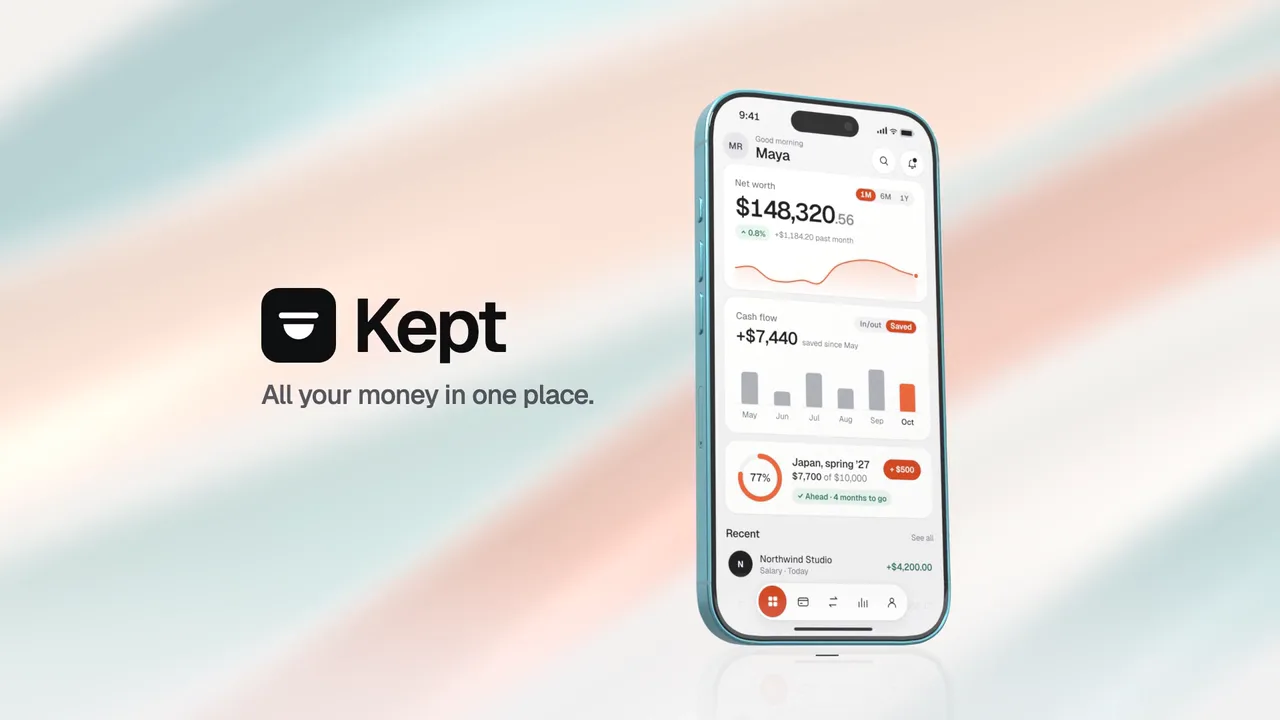 Kept
All your money in one place.
9:41
MR
Good morning
Maya
Net worth
1M 6M 1Y
$148,320.56
0.8% +$1,184.20 past month
Cash flow
In/out Saved
+$7,440 saved since May
May Jun Jul Aug Sep Oct
77%
Japan, spring '27
$7,700 of $10,000
+ $500
Ahead · 4 months to go
Recent
See all
N
Northwind Studio
Salary · Today
+$4,200.00